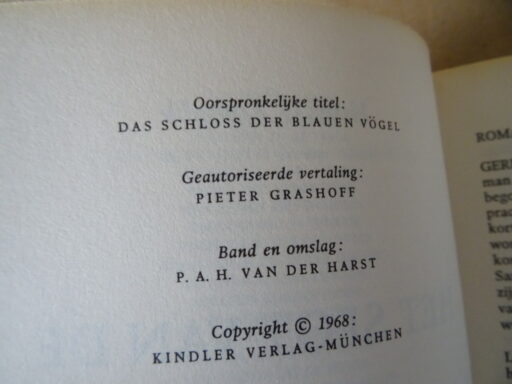 Oorspronkelijke titel:
DAS SCHLOSS DER BLAUEN VÖGEL
Geautoriseerde vertaling:
PIETER GRASHOFF
Band en omslag:
P. A. H. VAN DER HARST
Copyright © 1968:
KINDLER VERLAG-MÜNCHEN